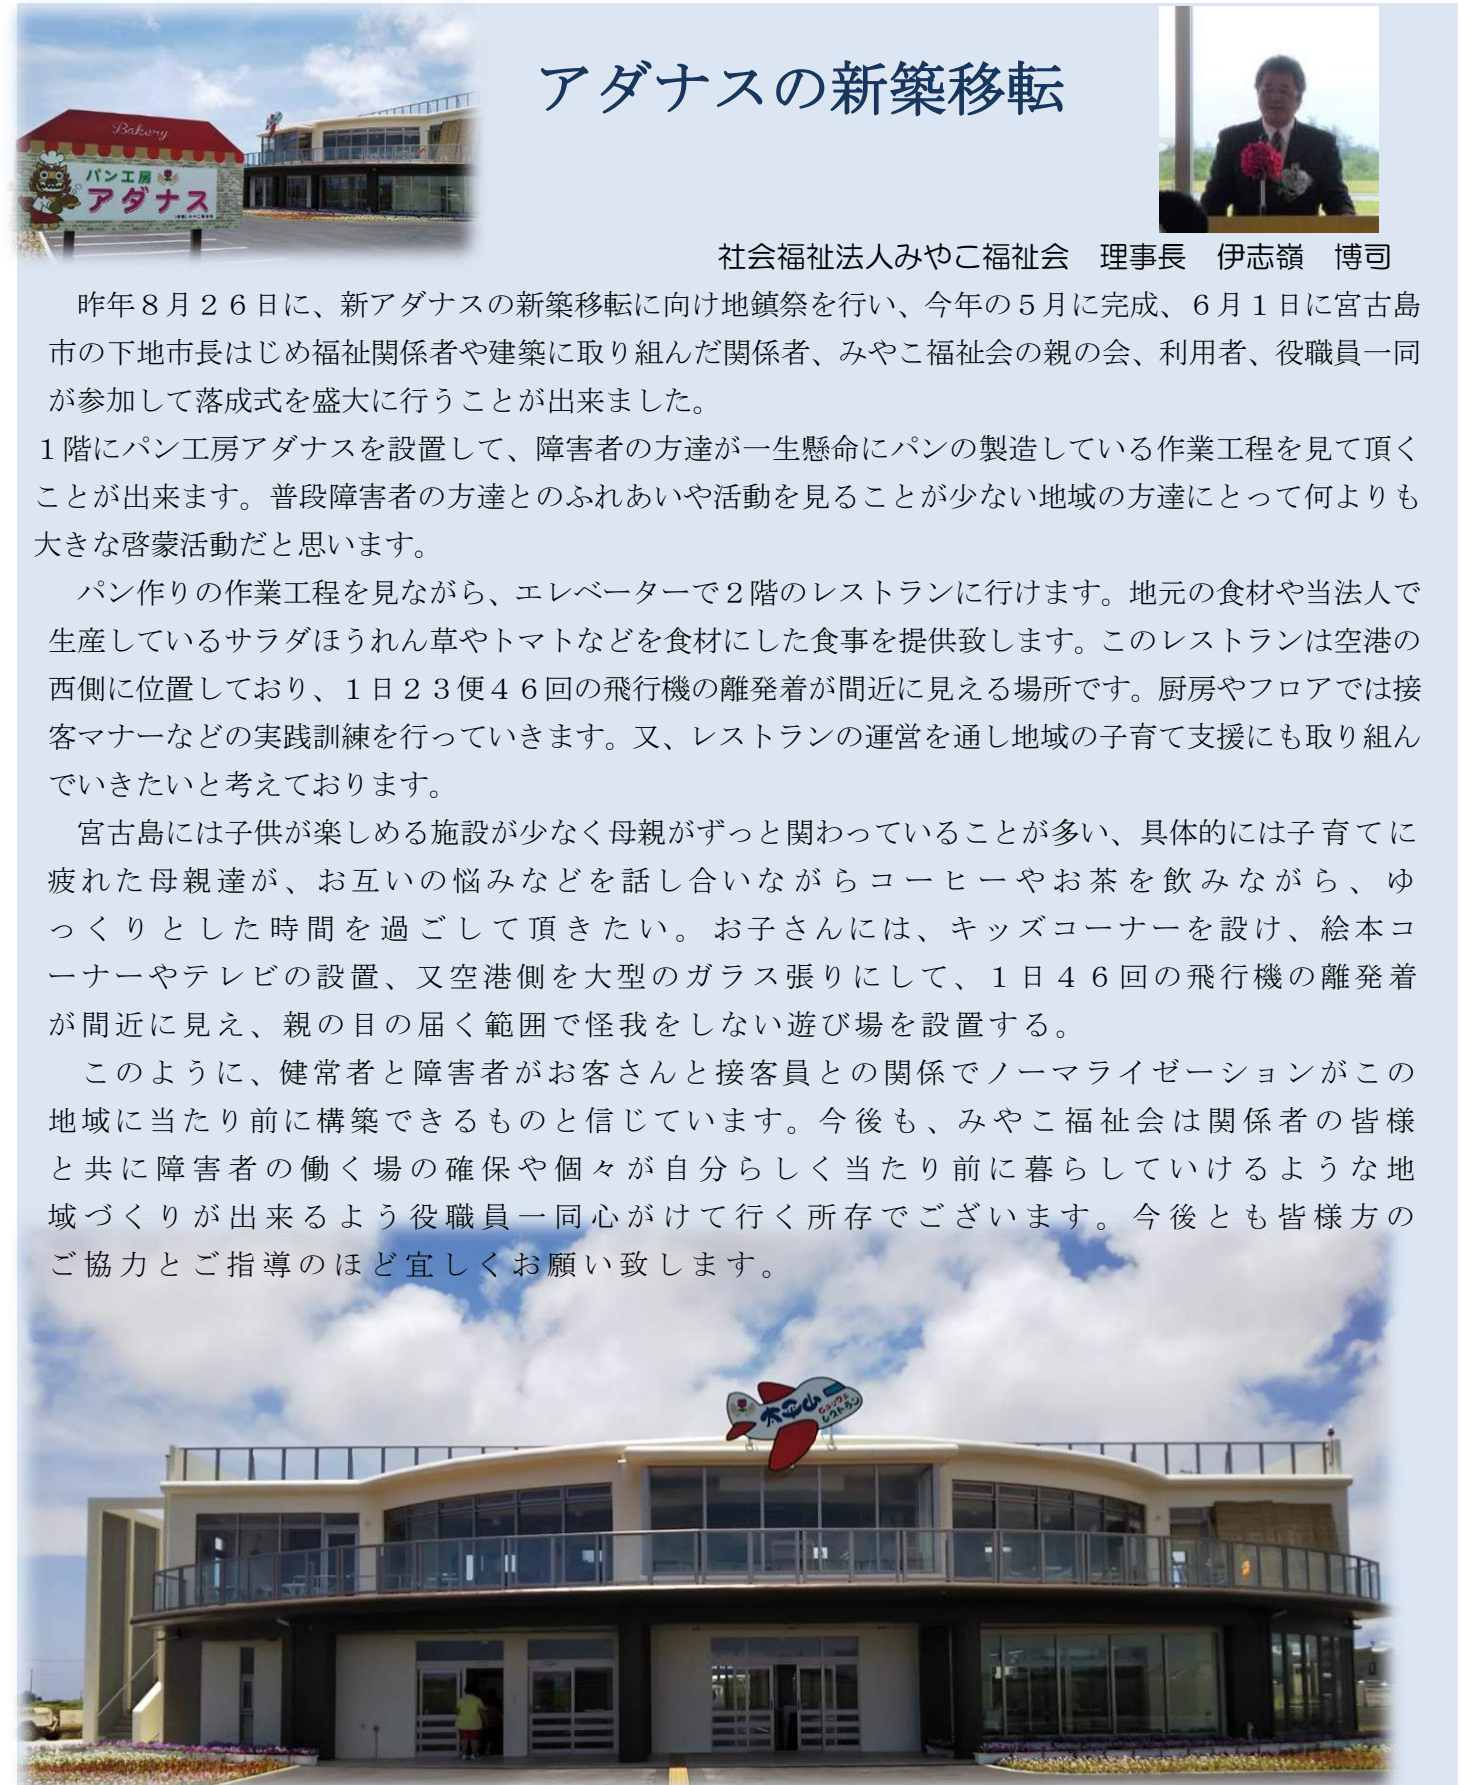 アダナスの新築移転
Bakery
パン工房
アダナス
社会福祉法人みやこ福祉会　理事長　伊志嶺　博司
　昨年８月２６日に、新アダナスの新築移転に向け地鎮祭を行い、今年の５月に完成、６月１日に宮古島
市の下地市長はじめ福祉関係者や建築に取り組んだ関係者、みやこ福祉会の親の会、利用者、役職員一同
が参加して落成式を盛大に行うことが出来ました。
１階にパン工房アダナスを設置して、障害者の方達が一生懸命にパンの製造している作業工程を見て頂く
ことが出来ます。普段障害者の方達とのふれあいや活動を見ることが少ない地域の方達にとって何よりも
大きな啓蒙活動だと思います。
　パン作りの作業工程を見ながら、エレベーターで２階のレストランに行けます。地元の食材や当法人で
生産しているサラダほうれん草やトマトなどを食材にした食事を提供致します。このレストランは空港の
西側に位置しており、１日２３便４６回の飛行機の離発着が間近に見える場所です。厨房やフロアでは接
客マナーなどの実践訓練を行っていきます。又、レストランの運営を通し地域の子育て支援にも取り組ん
でいきたいと考えております。
　宮古島には子供が楽しめる施設が少なく母親がずっと関わっていることが多い、具体的には子育てに
疲れた母親達が、お互いの悩みなどを話し合いながらコーヒーやお茶を飲みながら、ゆ
っくりとした時間を過ごして頂きたい。お子さんには、キッズコーナーを設け、絵本コ
ーナーやテレビの設置、又空港側を大型のガラス張りにして、１日４６回の飛行機の離発着
が間近に見え、親の目の届く範囲で怪我をしない遊び場を設置する。
　このように、健常者と障害者がお客さんと接客員との関係でノーマライゼーションがこの
地域に当たり前に構築できるものと信じています。今後も、みやこ福祉会は関係者の皆様
と共に障害者の働く場の確保や個々が自分らしく当たり前に暮らしていけるような地
域づくりが出来るよう役職員一同心がけて行く所存でございます。今後とも皆様方の
ご協力とご指導のほど宜しくお願い致します。
レストラン